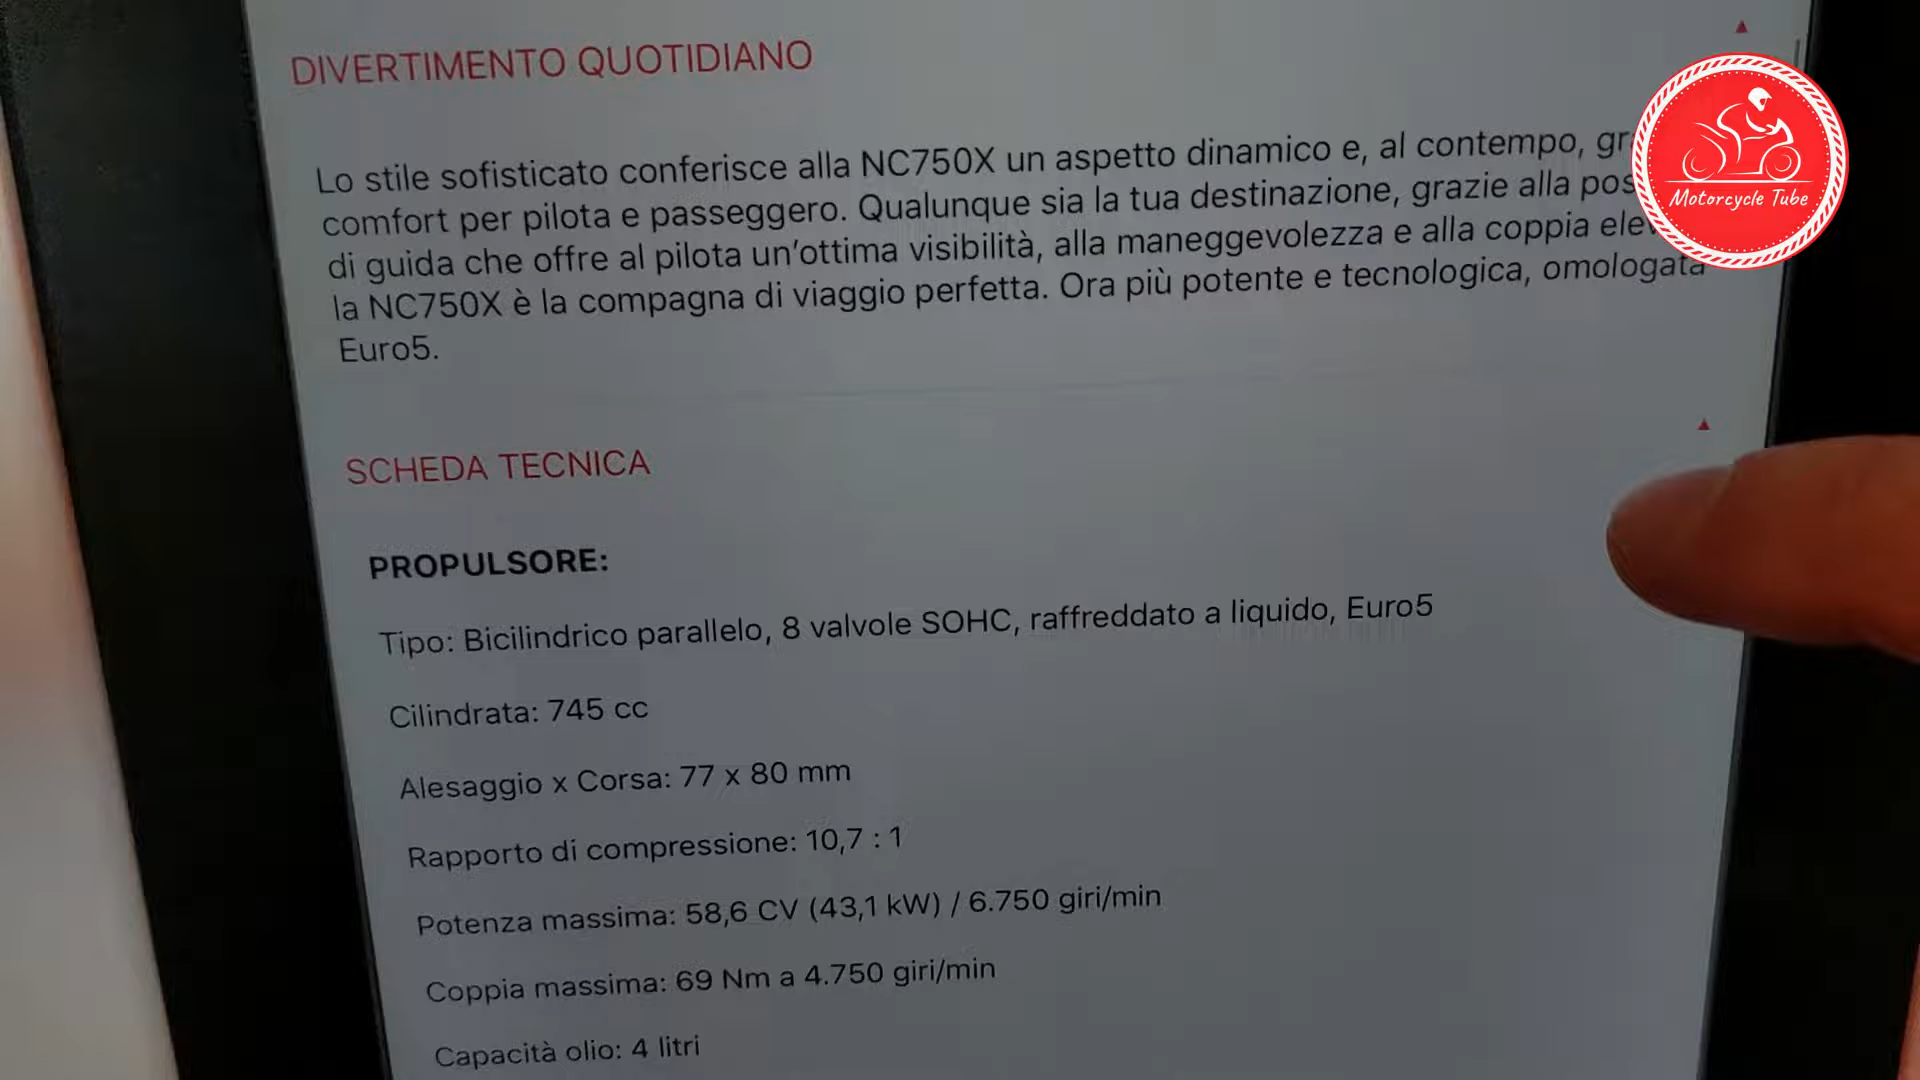 DIVERTIMENTO QUOTIDIANO
Lo stile sofisticato conferisce alla NC750X un aspetto dinamico e, al contempo,
comfort per pilota e passeggero. Qualunque sia la tua destinazione, grazie alla
di guida che offre al pilota un'ottima visibilità, alla maneggevolezza e alla coppia
la NC750X è la compagna di viaggio perfetta. Ora più potente e tecnologica, omologata
Euro5.
Motorcycle Tube
SCHEDA TECNICA
PROPULSORE:
Tipo: Bicilindrico parallelo, 8 valvole SOHC, raffreddato a liquido, Euro5
Cilindrata: 745 cc
Alesaggio x Corsa: 77 x 80 mm
Rapporto di compressione: 10,7 : 1
Potenza massima: 58,6 CV (43,1 kW) / 6.750 giri/min
Coppia massima: 69 Nm a 4.750 giri/min
Capacità olio: 4 litri